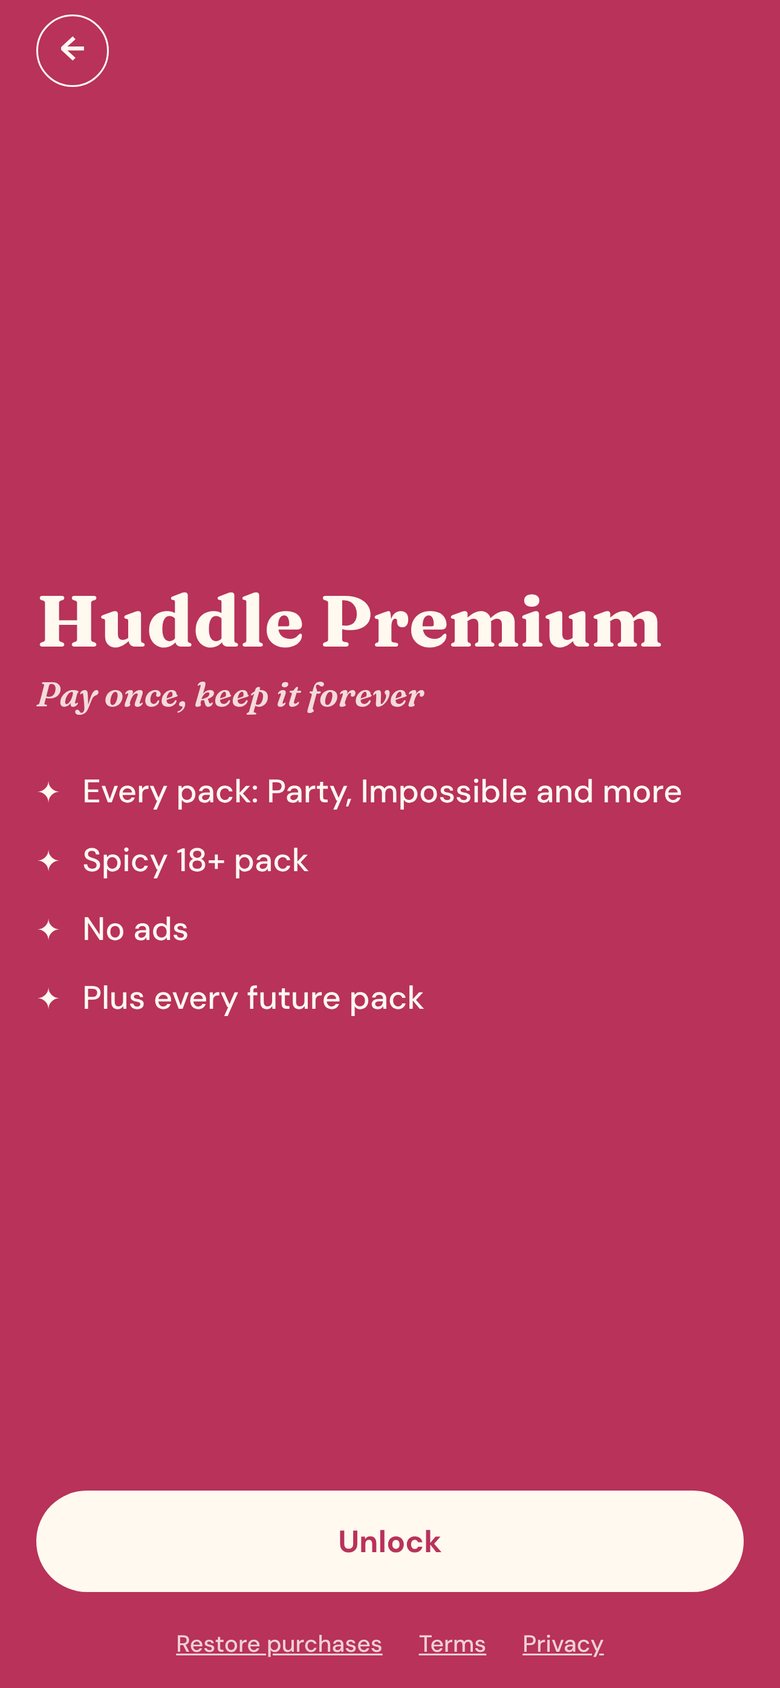 Huddle Premium
Pay once, keep it forever
Every pack: Party, Impossible and more
Spicy 18+ pack
No ads
Plus every future pack
Unlock
Restore purchases Terms Privacy